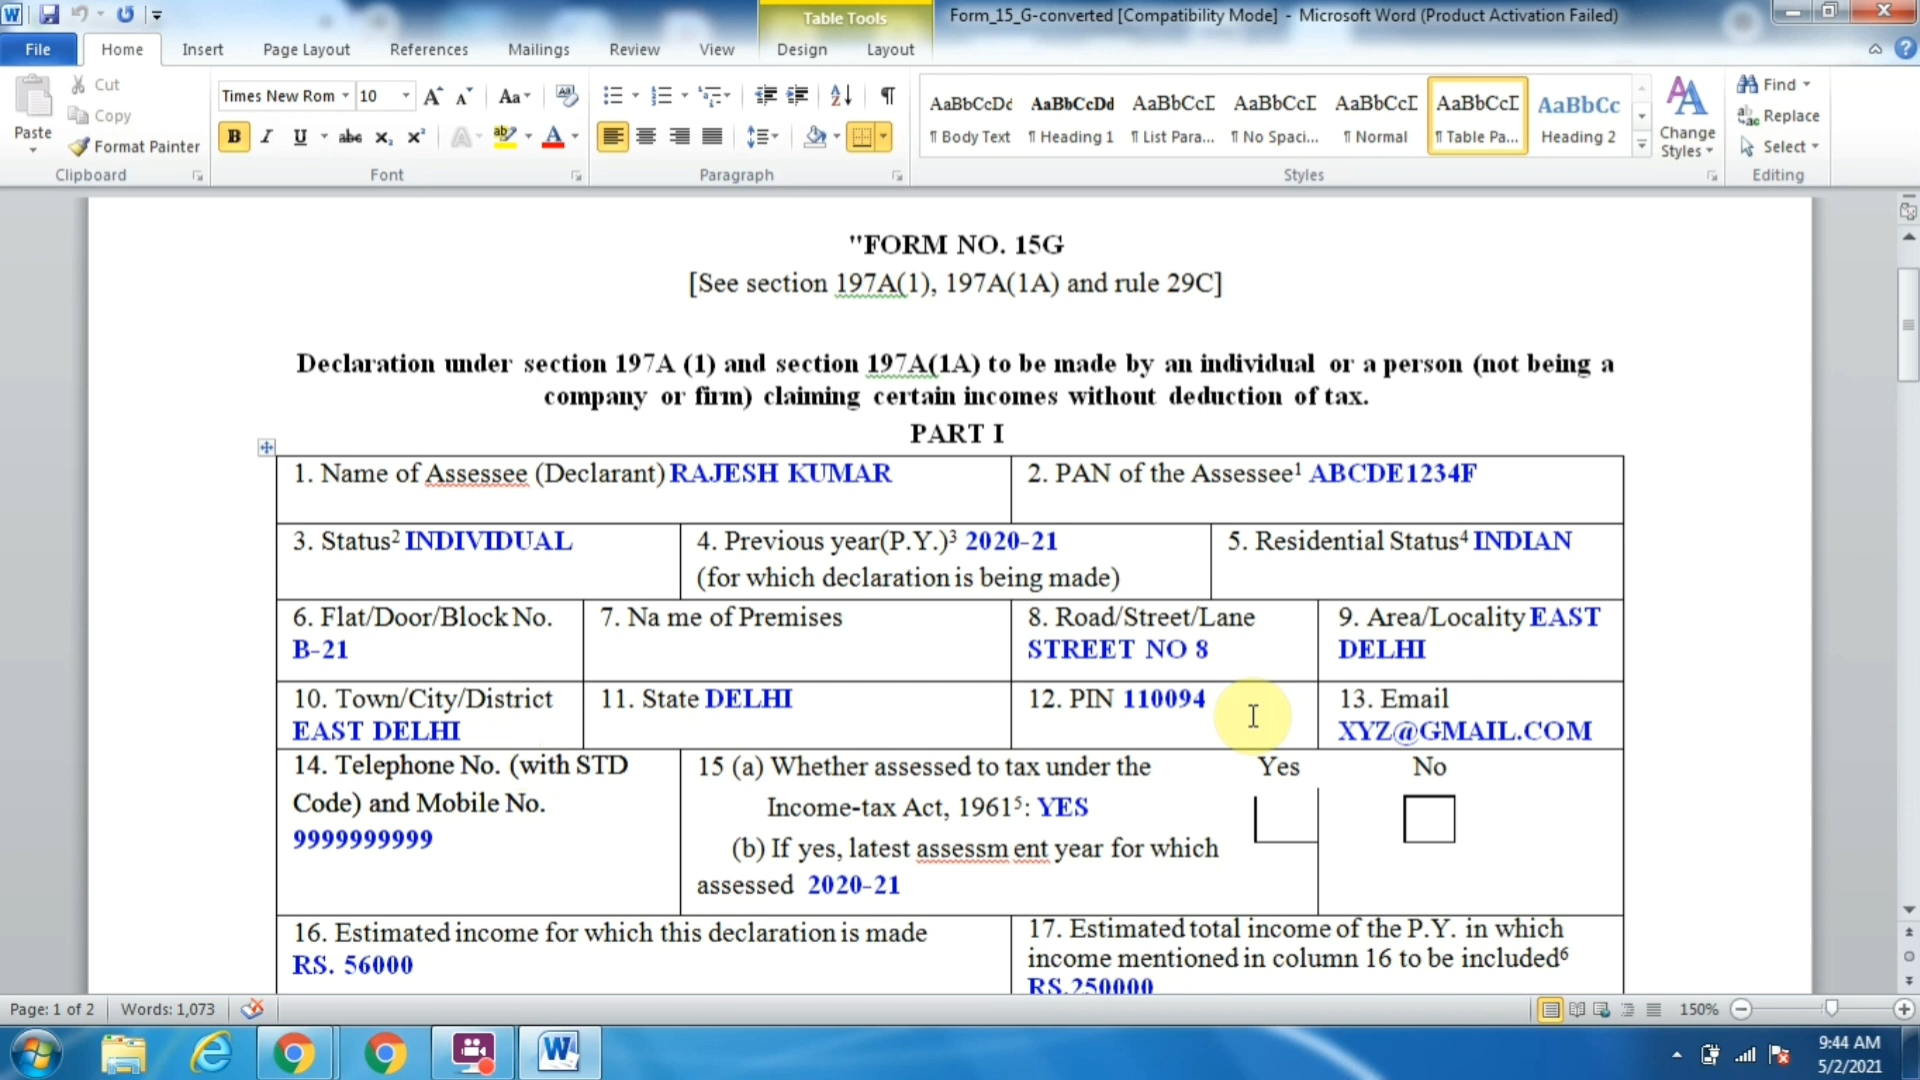 Table Tools
Form_15_G-converted [Compatibility Mode] - Microsoft Word (Product Activation Failed)
File Home Insert Page Layout References Mailings Review View Design Layout
Paste
Cut
Copy
Format Painter
Clipboard
Times New Rom 10
Font
Paragraph
AaBbCcDd AaBbCcDd AaBbCcI AaBbCcI AaBbCcI AaBbCcI AaBbCc
¶ Body Text ¶ Heading 1 ¶ List Para... ¶ No Spaci... ¶ Normal ¶ Table Pa... Heading 2
Styles
Change
Styles
Find
Replace
Select
Editing
"FORM NO. 15G
[See section 197A(1), 197A(1A) and rule 29C]
Declaration under section 197A (1) and section 197A(1A) to be made by an individual or a person (not being a
company or firm) claiming certain incomes without deduction of tax.
PART I
1. Name of Assessee (Declarant) RAJESH KUMAR
2. PAN of the Assessee¹ ABCDE1234F
3. Status² INDIVIDUAL
4. Previous year(P.Y.)³ 2020-21
(for which declaration is being made)
5. Residential Status⁴ INDIAN
6. Flat/Door/Block No.
B-21
7. Na me of Premises
8. Road/Street/Lane
STREET NO 8
9. Area/Locality EAST
DELHI
10. Town/City/District
EAST DELHI
11. State DELHI
12. PIN 110094
13. Email
XYZ@GMAIL.COM
14. Telephone No. (with STD
Code) and Mobile No.
9999999999
15 (a) Whether assessed to tax under the
Income-tax Act, 1961⁵: YES
(b) If yes, latest assessm ent year for which
assessed 2020-21
Yes No
16. Estimated income for which this declaration is made
RS. 56000
17. Estimated total income of the P.Y. in which
income mentioned in column 16 to be included⁶
RS.250000
Page: 1 of 2 Words: 1,073 150%
9:44 AM
5/2/2021